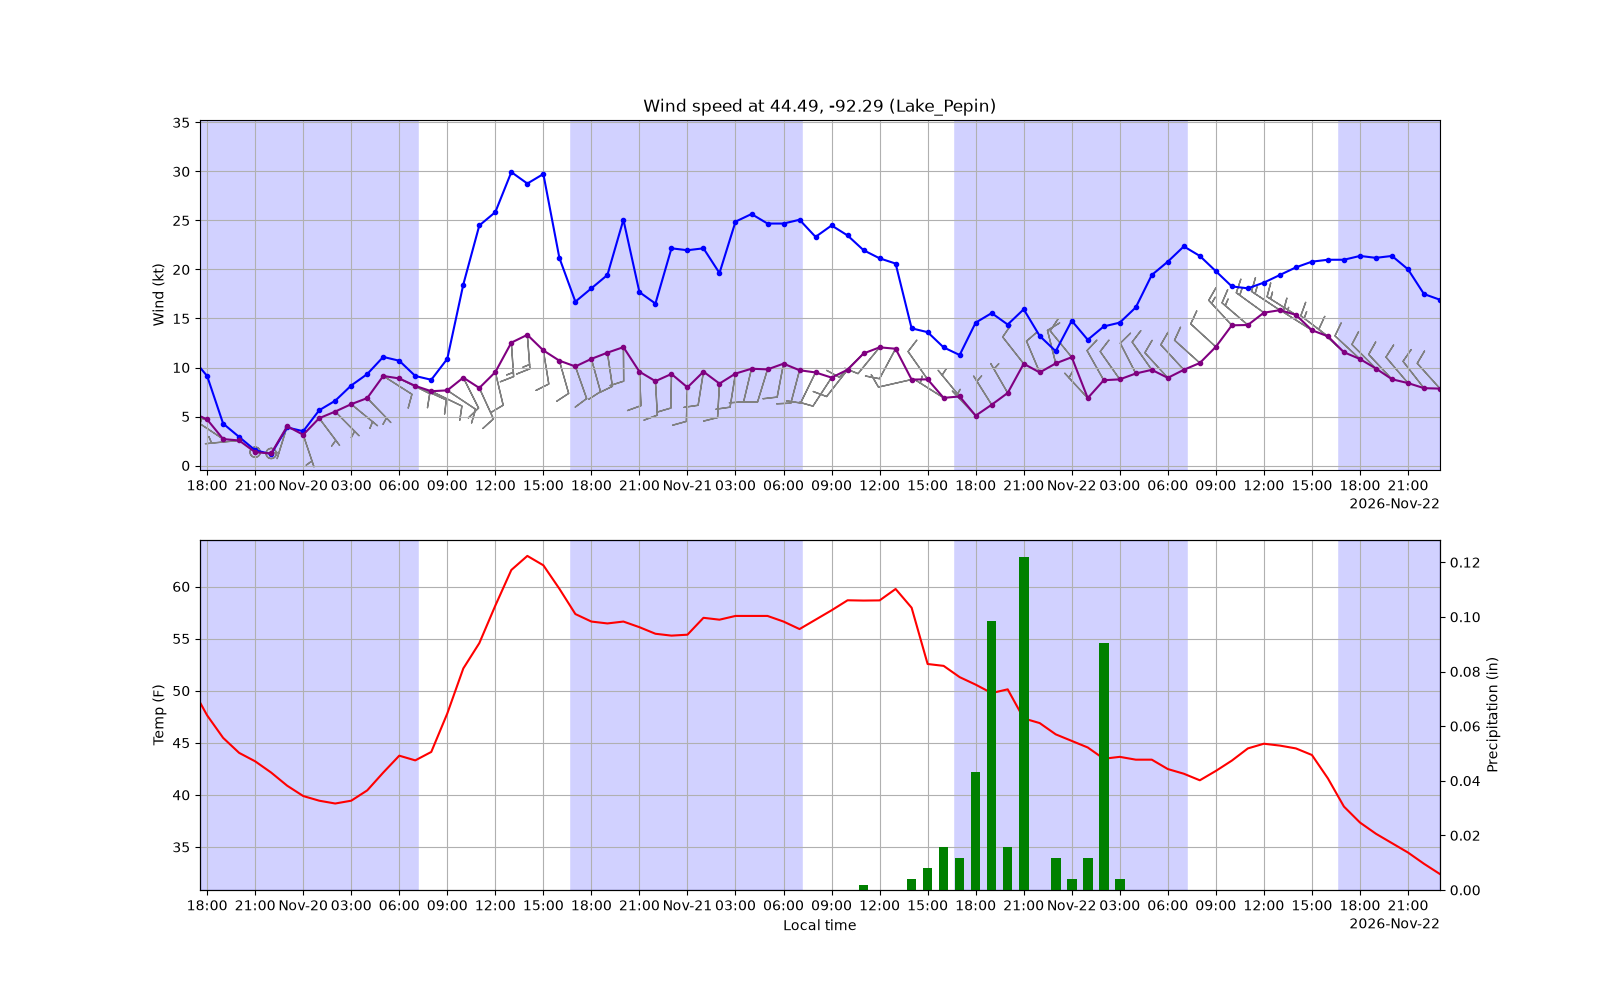 Wind speed at 44.49, -92.29 (Lake_Pepin)
35
30
25
20
15
10
5
0
Wind (kt)
18:00 21:00 Nov-20 03:00 06:00 09:00 12:00 15:00 18:00 21:00 Nov-21 03:00 06:00 09:00 12:00 15:00 18:00 21:00 Nov-22 03:00 06:00 09:00 12:00 15:00 18:00 21:00
2026-Nov-22
60
55
50
45
40
35
Temp (F)
0.12
0.10
0.08
0.06
0.04
0.02
0.00
Precipitation (in)
18:00 21:00 Nov-20 03:00 06:00 09:00 12:00 15:00 18:00 21:00 Nov-21 03:00 06:00 09:00 12:00 15:00 18:00 21:00 Nov-22 03:00 06:00 09:00 12:00 15:00 18:00 21:00
Local time
2026-Nov-22